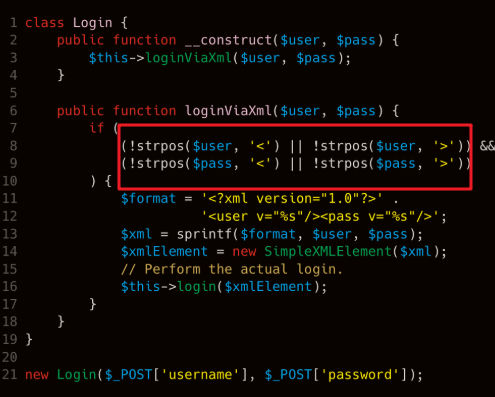 1 class Login {
2     public function __construct($user, $pass) {
3         $this->loginViaXml($user, $pass);
4     }
5
6     public function loginViaXml($user, $pass) {
7         if (
8             (!strpos($user, '<') || !strpos($user, '>')) &&
9             (!strpos($pass, '<') || !strpos($pass, '>'))
10         ) {
11             $format = '<?xml version="1.0"?>' .
12                       '<user v="%s"/><pass v="%s"/>';
13             $xml = sprintf($format, $user, $pass);
14             $xmlElement = new SimpleXMLElement($xml);
15             // Perform the actual login.
16             $this->login($xmlElement);
17         }
18     }
19 }
20
21 new Login($_POST['username'], $_POST['password']);